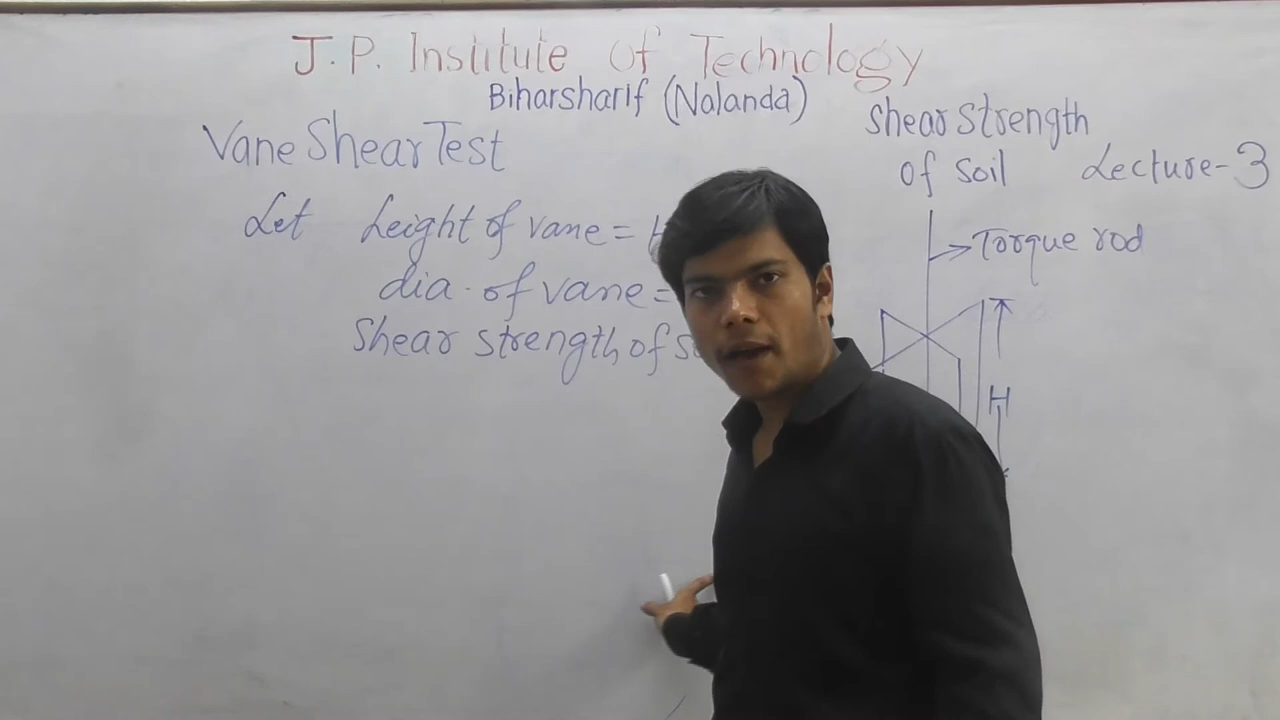 J.P. Institute of Technology
Biharsharif (Nalanda)
Vane Shear Test
Shear Strength
of Soil Lecture-3
Let height of vane =
dia. of vane =
Shear strength of
Torque rod
H